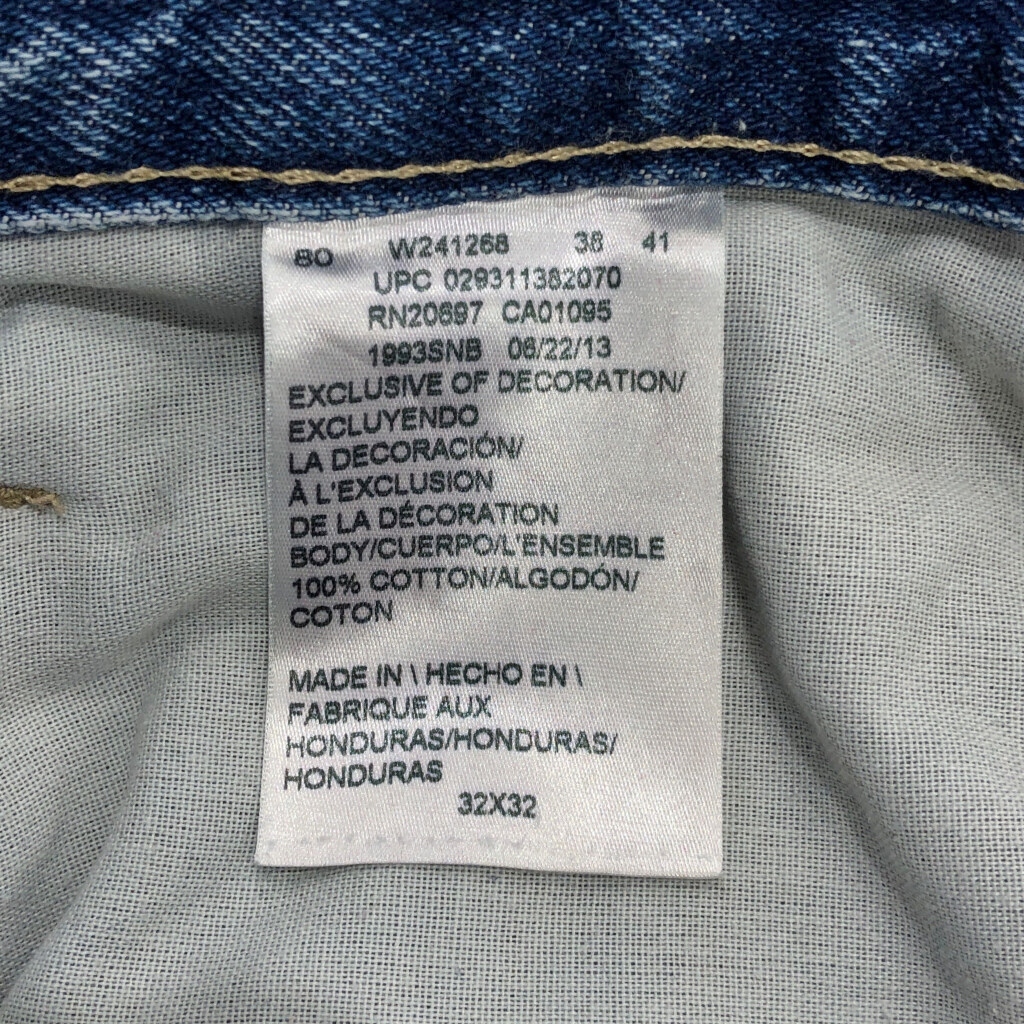 80 W241268 38 41
UPC 029311382070
RN20697 CA01095
1993SNB 06/22/13
EXCLUSIVE OF DECORATION/
EXCLUYENDO
LA DECORACIÓN/
À L'EXCLUSION
DE LA DÉCORATION
BODY/CUERPO/L'ENSEMBLE
100% COTTON/ALGODÓN/
COTON
MADE IN \ HECHO EN \
FABRIQUE AUX
HONDURAS/HONDURAS/
HONDURAS
32X32